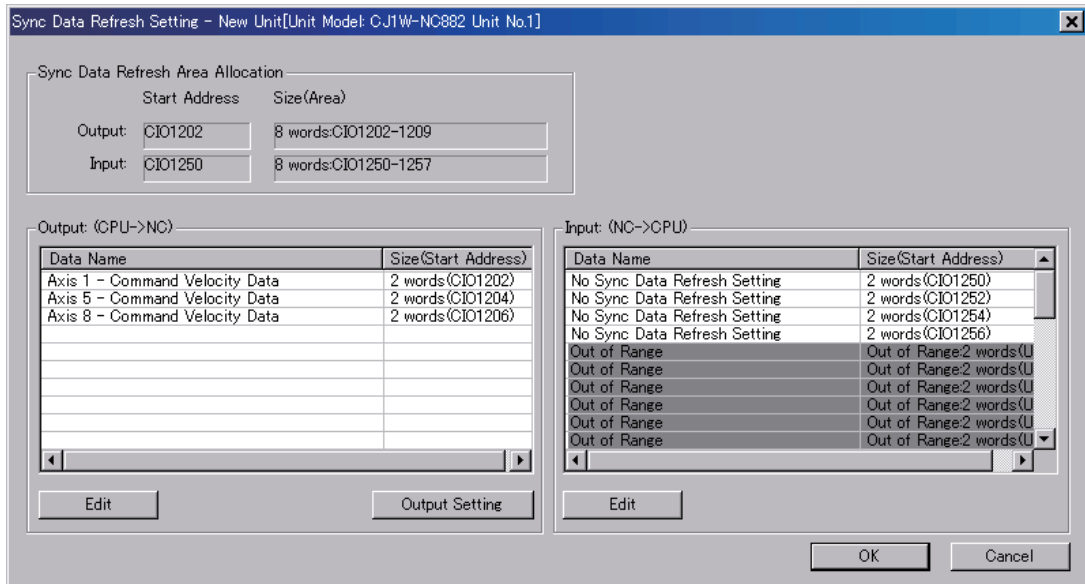 Sync Data Refresh Setting - New Unit[Unit Model: CJ1W-NC882 Unit No.1]
Sync Data Refresh Area Allocation
Start Address Size(Area)
Output: CIO1202 8 words:CIO1202-1209
Input: CIO1250 8 words:CIO1250-1257
Output: (CPU->NC)
Data Name Size(Start Address)
Axis 1 - Command Velocity Data 2 words(CIO1202)
Axis 5 - Command Velocity Data 2 words(CIO1204)
Axis 8 - Command Velocity Data 2 words(CIO1206)
Edit Output Setting
Input: (NC->CPU)
Data Name Size(Start Address)
No Sync Data Refresh Setting 2 words(CIO1250)
No Sync Data Refresh Setting 2 words(CIO1252)
No Sync Data Refresh Setting 2 words(CIO1254)
No Sync Data Refresh Setting 2 words(CIO1256)
Out of Range Out of Range:2 words(U
Out of Range Out of Range:2 words(U
Out of Range Out of Range:2 words(U
Out of Range Out of Range:2 words(U
Out of Range Out of Range:2 words(U
Out of Range Out of Range:2 words(U
Edit
OK Cancel